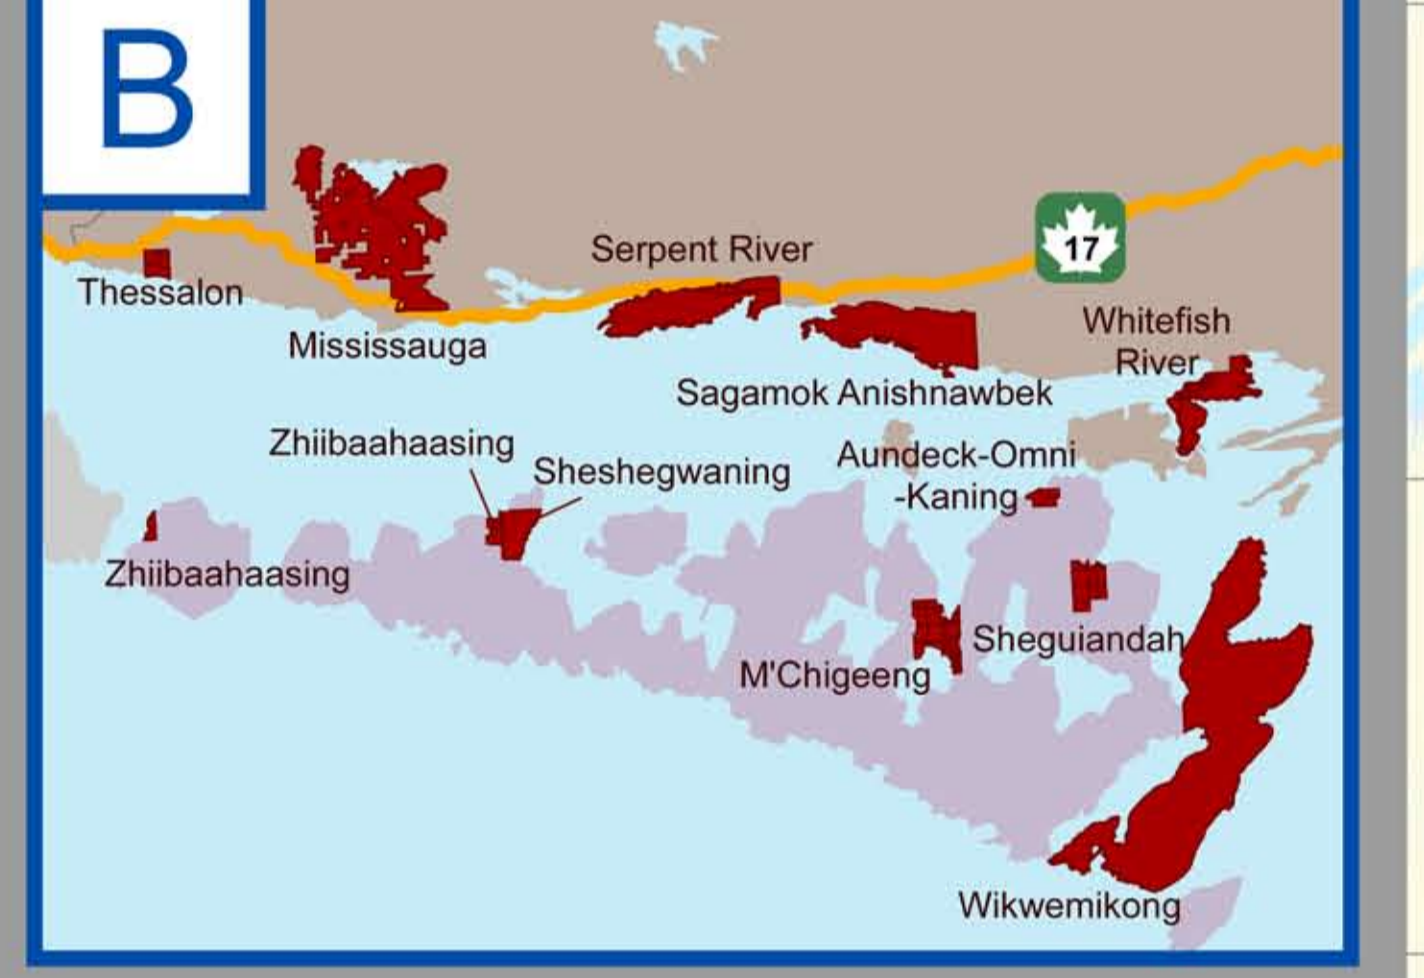 B
Serpent River
17
Thessalon
Whitefish
River
Mississauga
Sagamok Anishnawbek
Zhiibaahaasing
Sheshegwaning
Aundeck-Omni
-Kaning
Zhiibaahaasing
Sheguiandah
M'Chigeeng
Wikwemikong